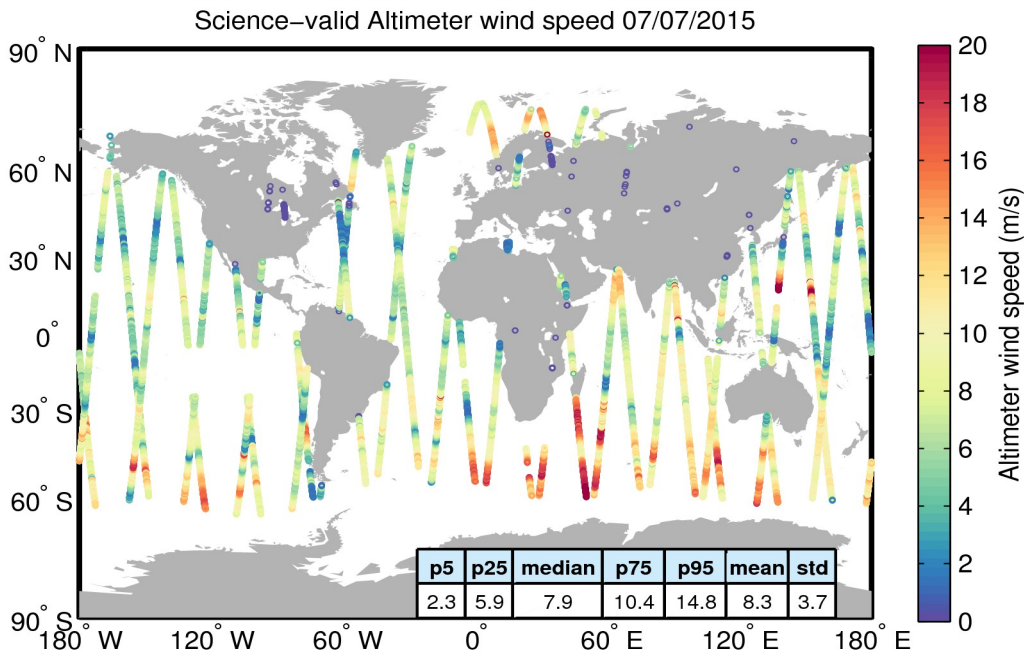 Science−valid Altimeter wind speed 07/07/2015
90° N
60° N
30° N
0°
30° S
60° S
90° S
180° W
120° W
60° W
0°
60° E
120° E
180° E
p5 p25 median p75 p95 mean std
2.3 5.9 7.9 10.4 14.8 8.3 3.7
20
18
16
14
12
10
8
6
4
2
0
Altimeter wind speed (m/s)